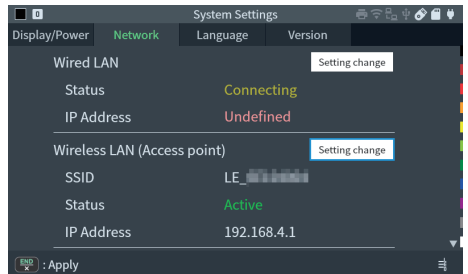 0 System Settings
Display/Power Network Language Version
Wired LAN Setting change
Status Connecting
IP Address Undefined
Wireless LAN (Access point) Setting change
SSID LE_
Status Active
IP Address 192.168.4.1
END × : Apply